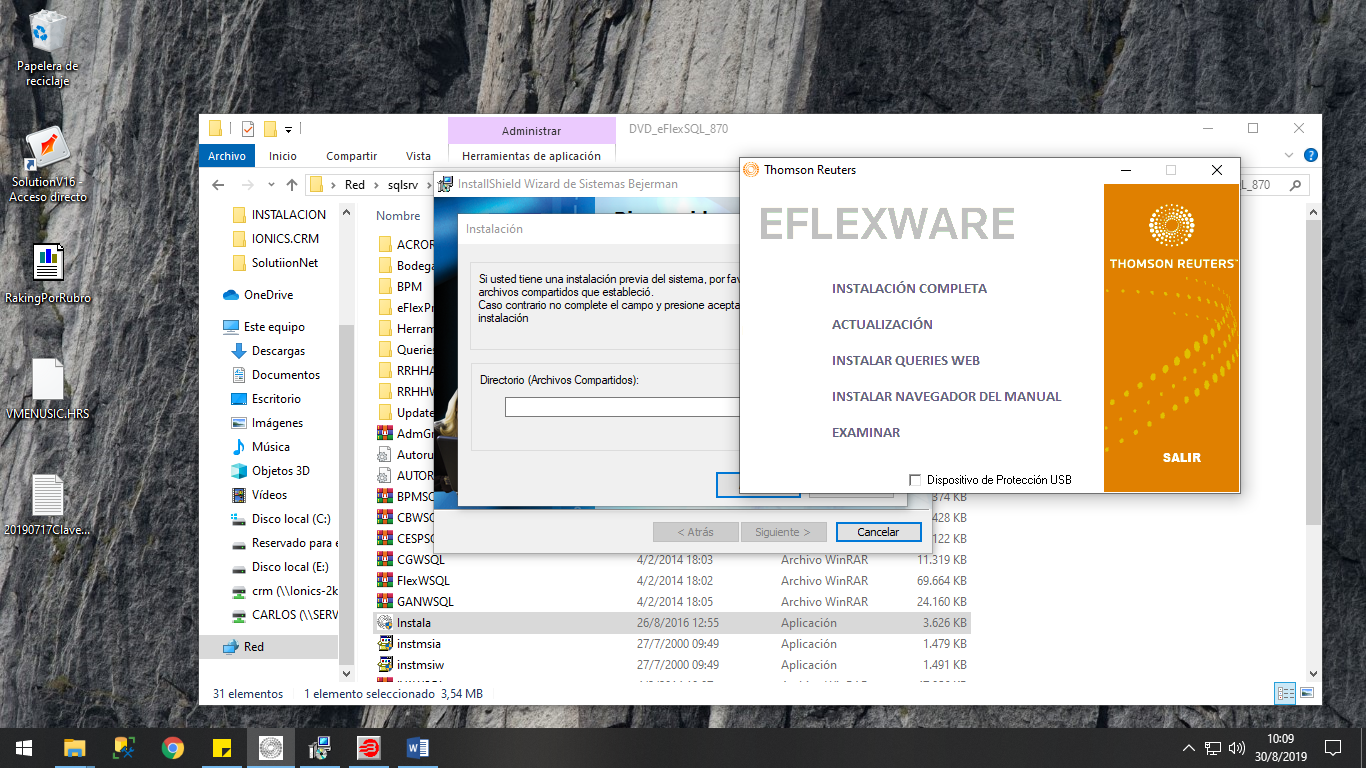 Papelera de
reciclaje
SolutionV16 -
Acceso directo
RakingPorRubro
VMENUSIC.HRS
20190717Clave...
Administrar
DVD_eFlexSQL_870
Archivo
Inicio
Compartir
Vista
Herramientas de aplicación
Red
sqlsrv
L_870
INSTALACION
IONICS.CRM
SolutiionNet
OneDrive
Este equipo
Descargas
Documentos
Escritorio
Imágenes
Música
Objetos 3D
Vídeos
Disco local (C:)
Reservado para e
Disco local (E:)
crm (\\Ionics-2k
CARLOS (\\SERV
Red
Nombre
ACROR
Bodega
BPM
eFlexPr
Herram
Queries
RRHHA
RRHHW
Update
AdmGr
Autoru
AUTOR
BPMSC
CBWSQ
CESPSC
CGWSQL 4/2/2014 18:03 Archivo WinRAR 11.319 KB
FlexWSQL 4/2/2014 18:02 Archivo WinRAR 69.664 KB
GANWSQL 4/2/2014 18:05 Archivo WinRAR 24.160 KB
Instala 26/8/2016 12:55 Aplicación 3.626 KB
instmsia 27/7/2000 09:49 Aplicación 1.479 KB
instmsiw 27/7/2000 09:49 Aplicación 1.491 KB
374 KB
428 KB
122 KB
31 elementos
1 elemento seleccionado 3,54 MB
InstallShield Wizard de Sistemas Bejerman
Instalación
Si usted tiene una instalación previa del sistema, por fav
archivos compartidos que estableció.
Caso contrario no complete el campo y presione acepta
instalación
Directorio (Archivos Compartidos):
< Atrás
Siguiente >
Cancelar
Thomson Reuters
EFLEXWARE
INSTALACIÓN COMPLETA
ACTUALIZACIÓN
INSTALAR QUERIES WEB
INSTALAR NAVEGADOR DEL MANUAL
EXAMINAR
Dispositivo de Protección USB
THOMSON REUTERS™
SALIR
10:09
30/8/2019